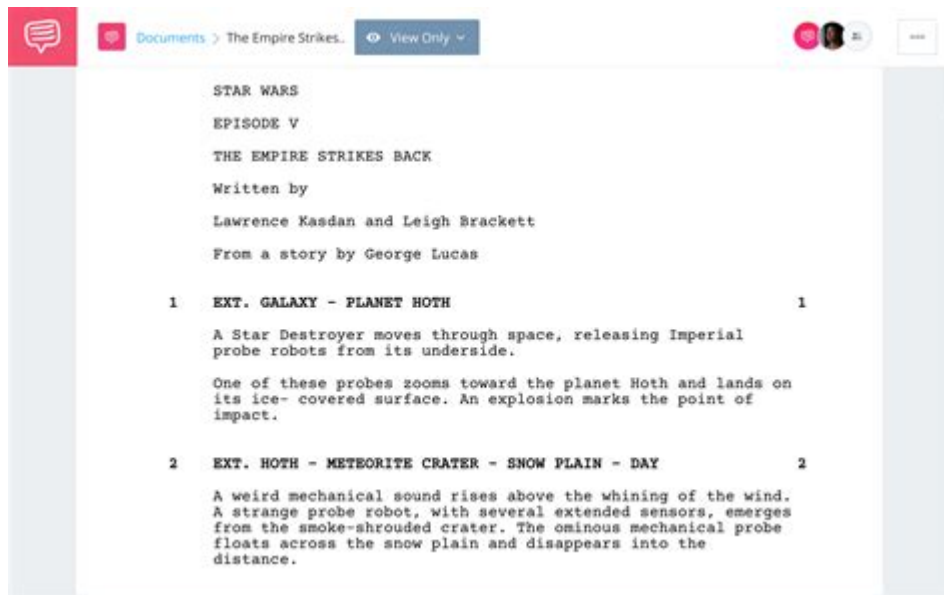 Documents > The Empire Strikes.. View Only
STAR WARS
EPISODE V
THE EMPIRE STRIKES BACK
Written by
Lawrence Kasdan and Leigh Brackett
From a story by George Lucas
1 EXT. GALAXY - PLANET HOTH 1
A Star Destroyer moves through space, releasing Imperial
probe robots from its underside.
One of these probes zooms toward the planet Hoth and lands on
its ice- covered surface. An explosion marks the point of
impact.
2 EXT. HOTH - METEORITE CRATER - SNOW PLAIN - DAY 2
A weird mechanical sound rises above the whining of the wind.
A strange probe robot, with several extended sensors, emerges
from the smoke-shrouded crater. The ominous mechanical probe
floats across the snow plain and disappears into the
distance.